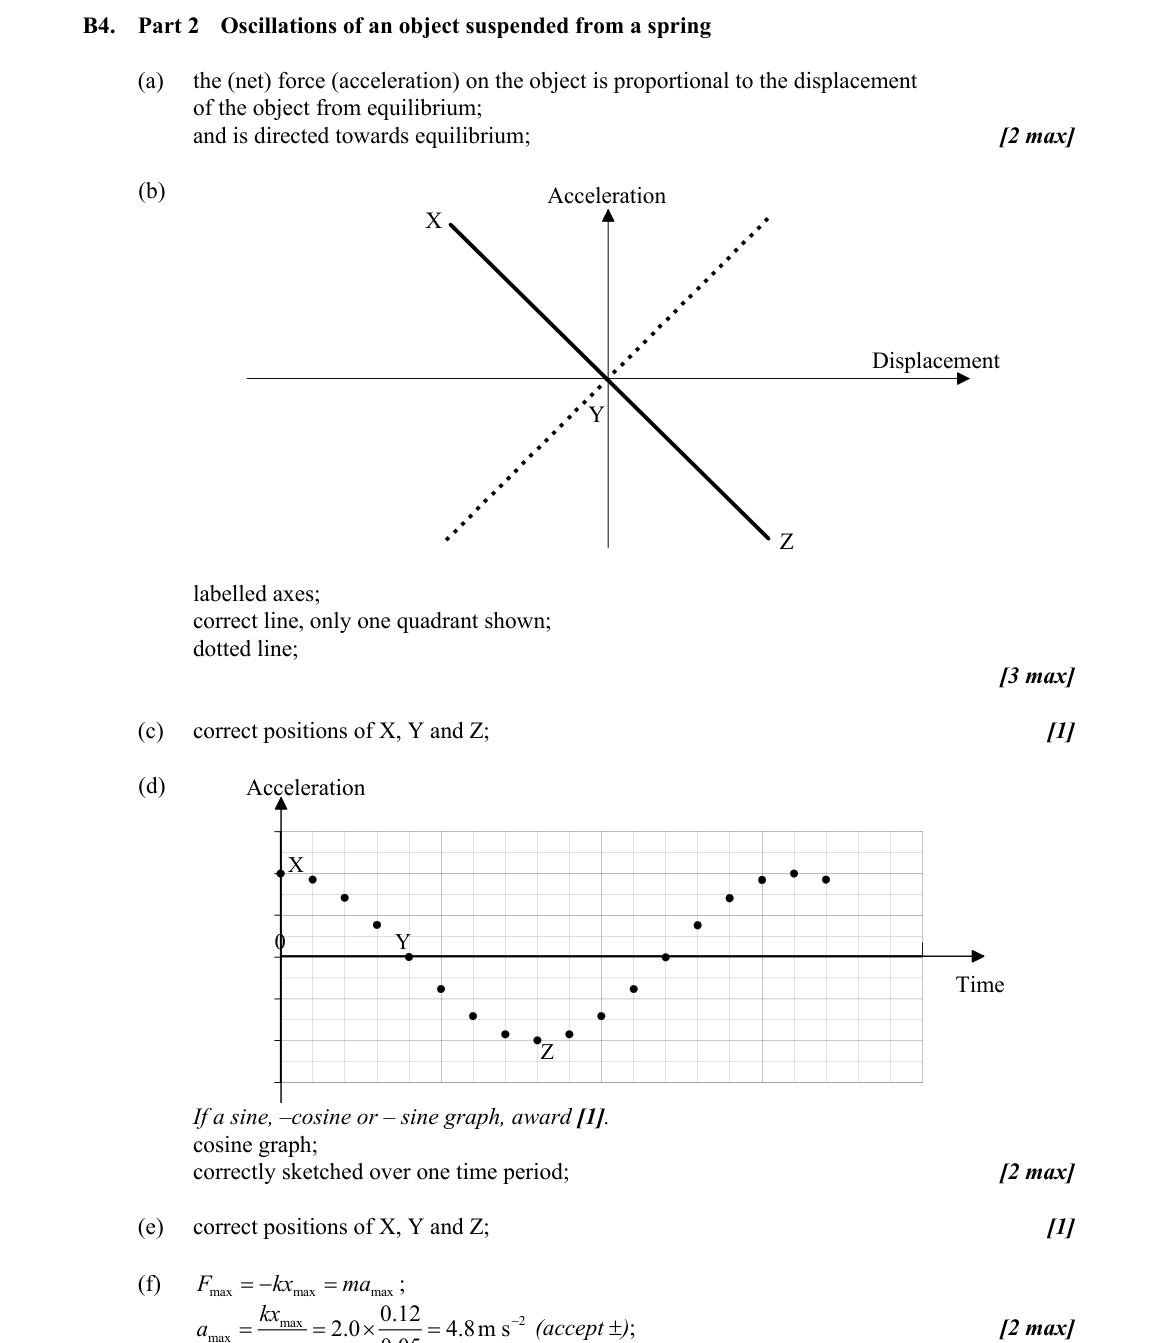 B4. Part 2 Oscillations of an object suspended from a spring
(a) the (net) force (acceleration) on the object is proportional to the displacement
of the object from equilibrium;
and is directed towards equilibrium; [2 max]
(b)
Acceleration
X
Displacement
Y
Z
labelled axes;
correct line, only one quadrant shown;
dotted line;
[3 max]
(c) correct positions of X, Y and Z; [1]
(d) Acceleration
X
0
Y
Time
Z
If a sine, –cosine or – sine graph, award [1].
cosine graph;
correctly sketched over one time period; [2 max]
(e) correct positions of X, Y and Z; [1]
(f) F_max = −kx_max = ma_max ;
a_max = kx_max = 2.0 × 0.12 = 4.8 m s⁻² (accept ±); [2 max]